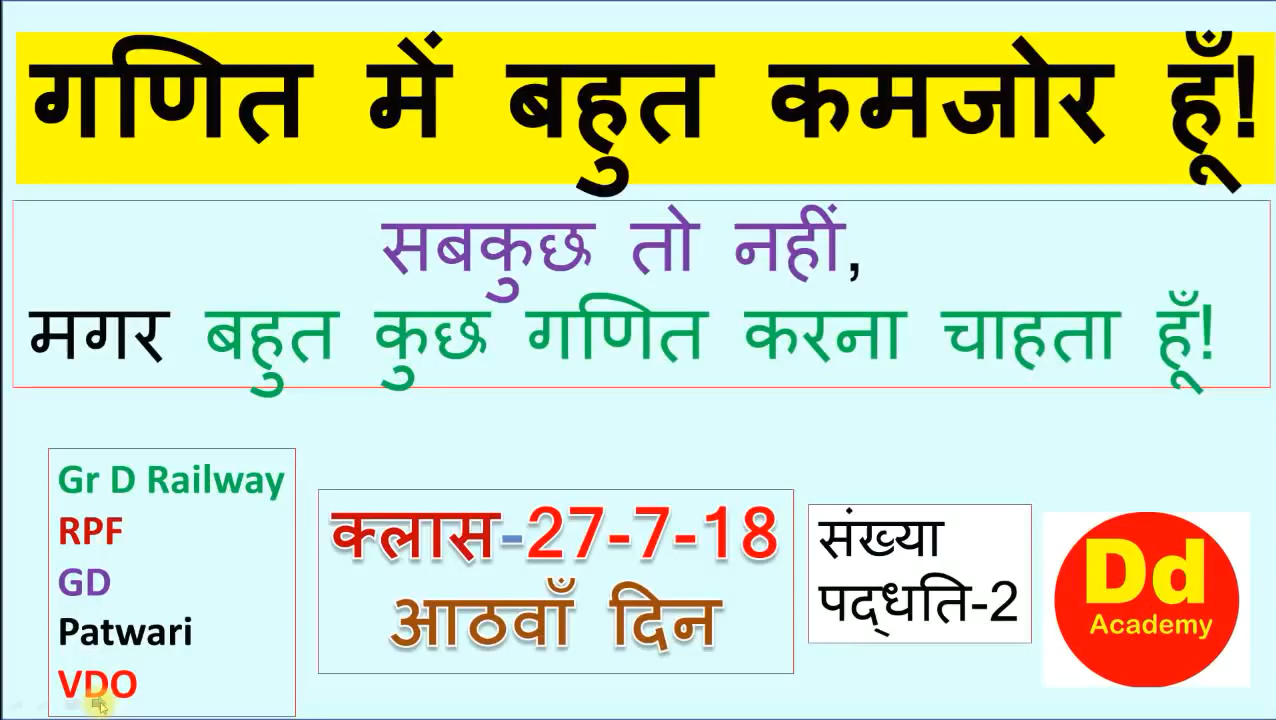 गणित में बहुत कमजोर हूँ!
सबकुछ तो नहीं,
मगर बहुत कुछ गणित करना चाहता हूँ!
Gr D Railway
RPF
GD
Patwari
VDO
क्लास-27-7-18
आठवाँ दिन
संख्या
पद्धति-2
Dd
Academy